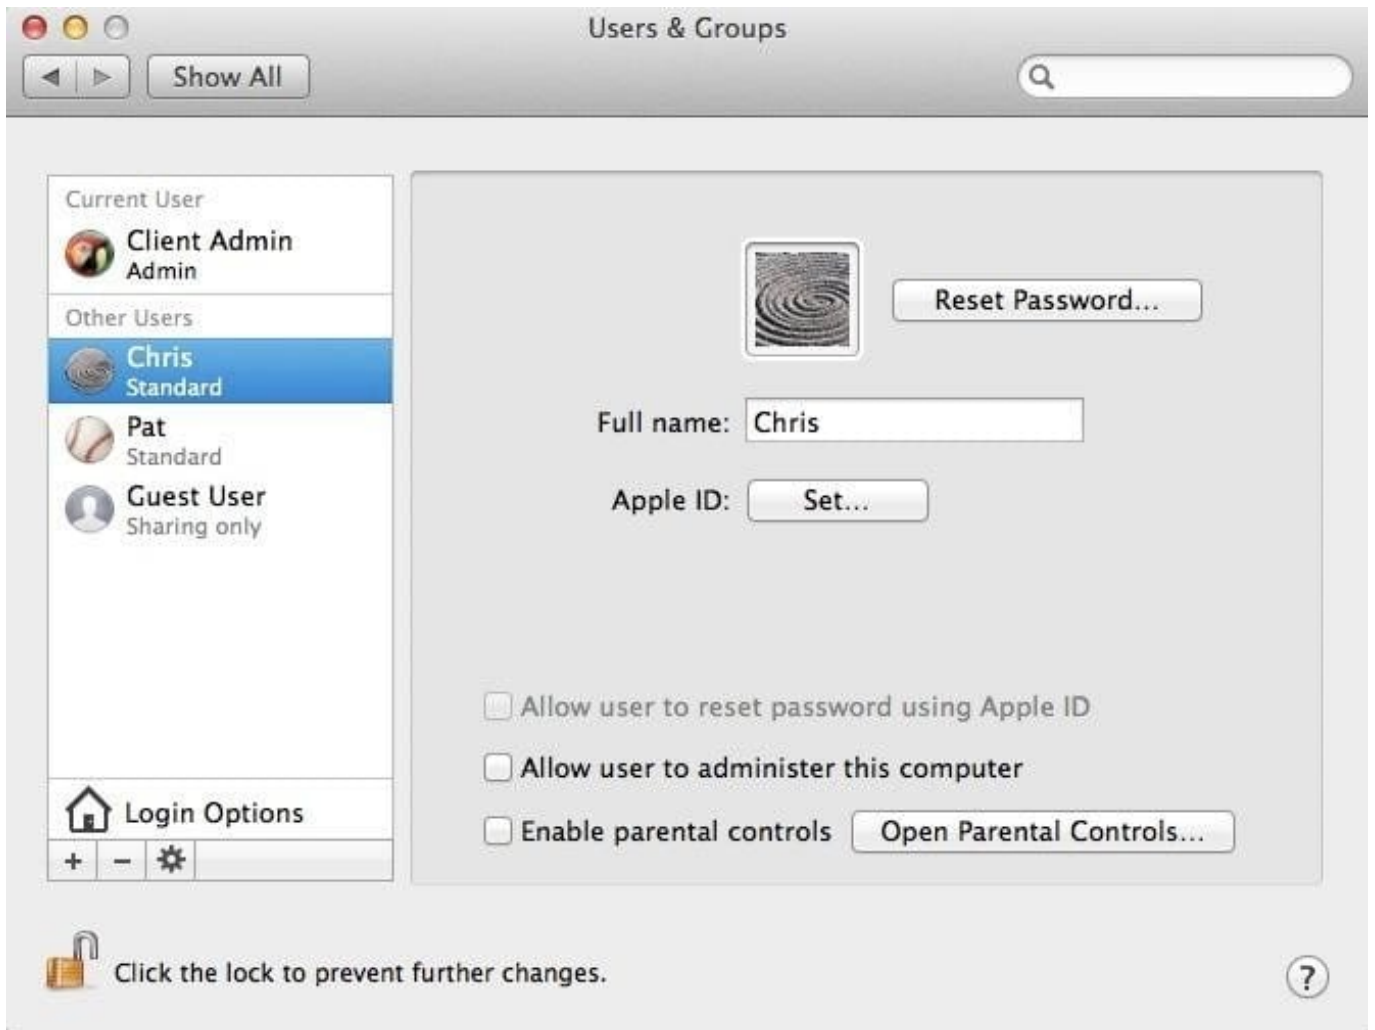 Users & Groups
Show All
Current User
Client Admin
Admin
Other Users
Chris
Standard
Pat
Standard
Guest User
Sharing only
Login Options
+ −
Reset Password...
Full name: Chris
Apple ID: Set...
Allow user to reset password using Apple ID
Allow user to administer this computer
Enable parental controls Open Parental Controls...
Click the lock to prevent further changes.
?